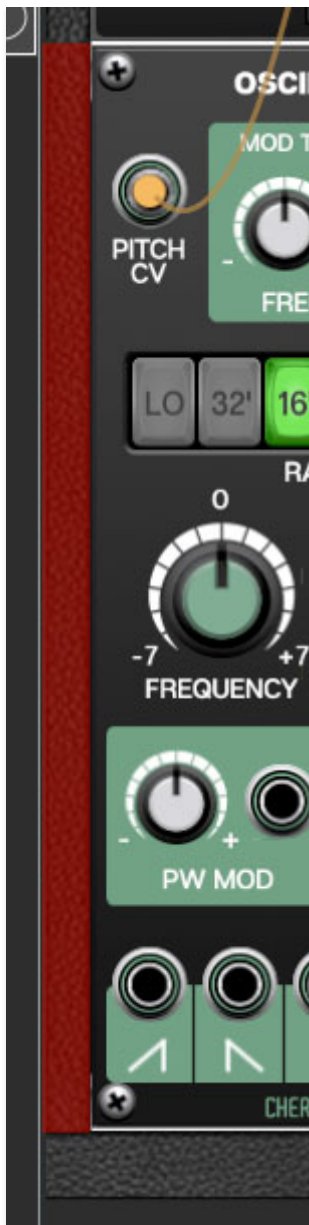 OSCI
MOD T
-
PITCH
CV
FRE
LO 32' 16
RA
0
-7 +7
FREQUENCY
- +
PW MOD
CHER